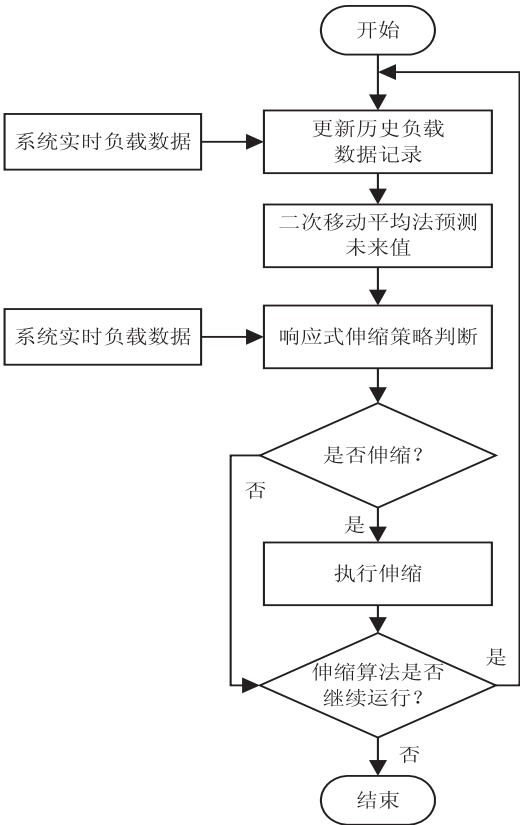 开始
系统实时负载数据
更新历史负载
数据记录
二次移动平均法预测
未来值
系统实时负载数据
响应式伸缩策略判断
是否伸缩？
否
是
执行伸缩
伸缩算法是否
继续运行？
是
否
结束